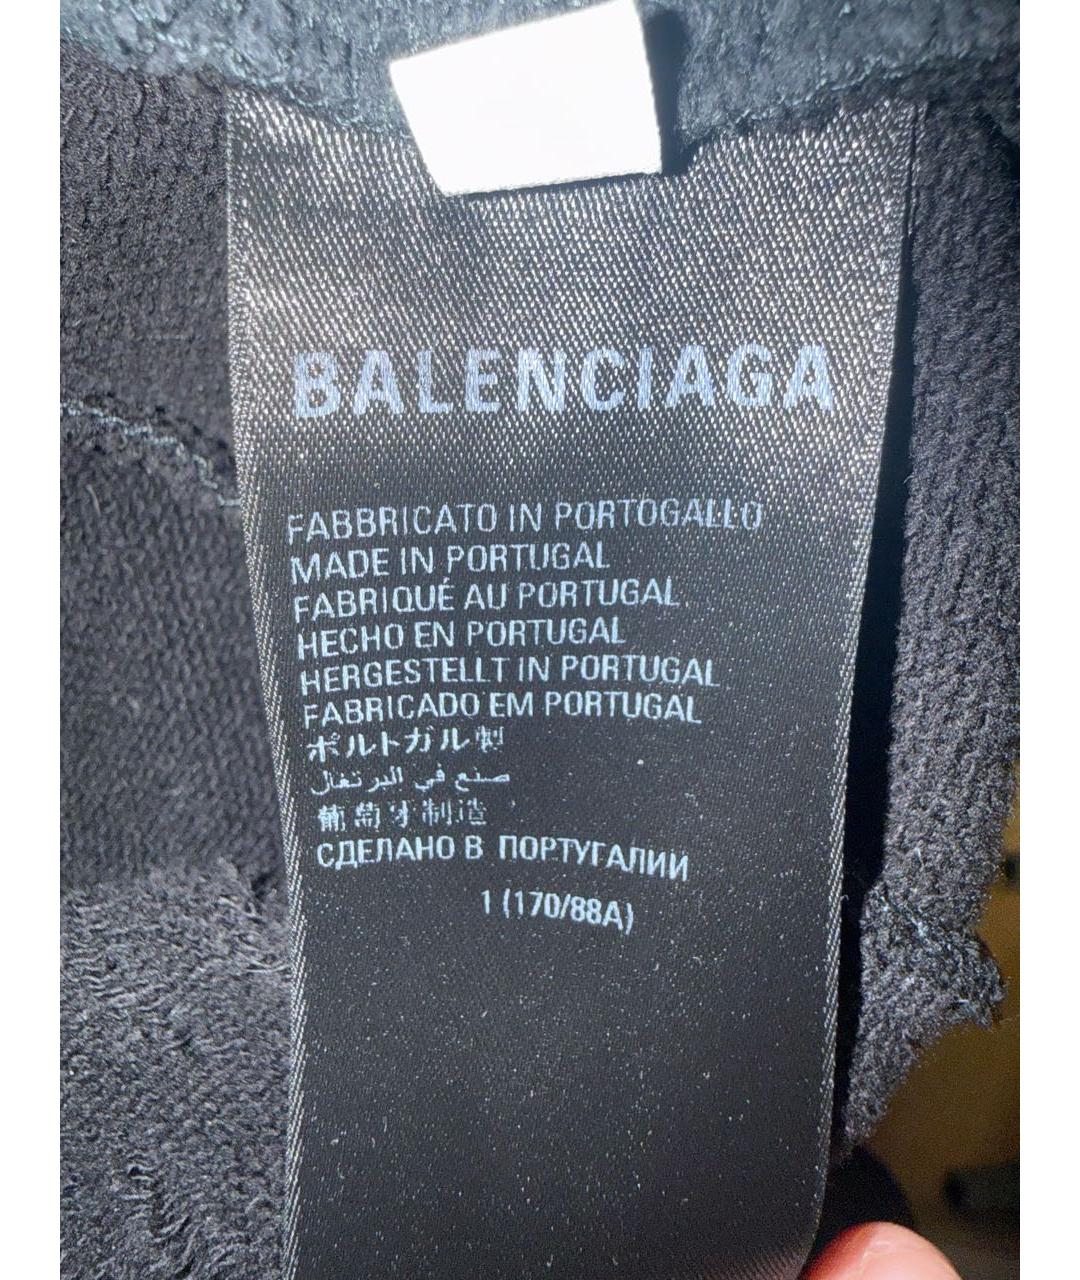 BALENCIAGA
FABBRICATO IN PORTOGALLO
MADE IN PORTUGAL
FABRIQUÉ AU PORTUGAL
HECHO EN PORTUGAL
HERGESTELLT IN PORTUGAL
FABRICADO EM PORTUGAL
ポルトガル製
صنع في البرتغال
葡萄牙制造
СДЕЛАНО В ПОРТУГАЛИИ
1 (170/88A)